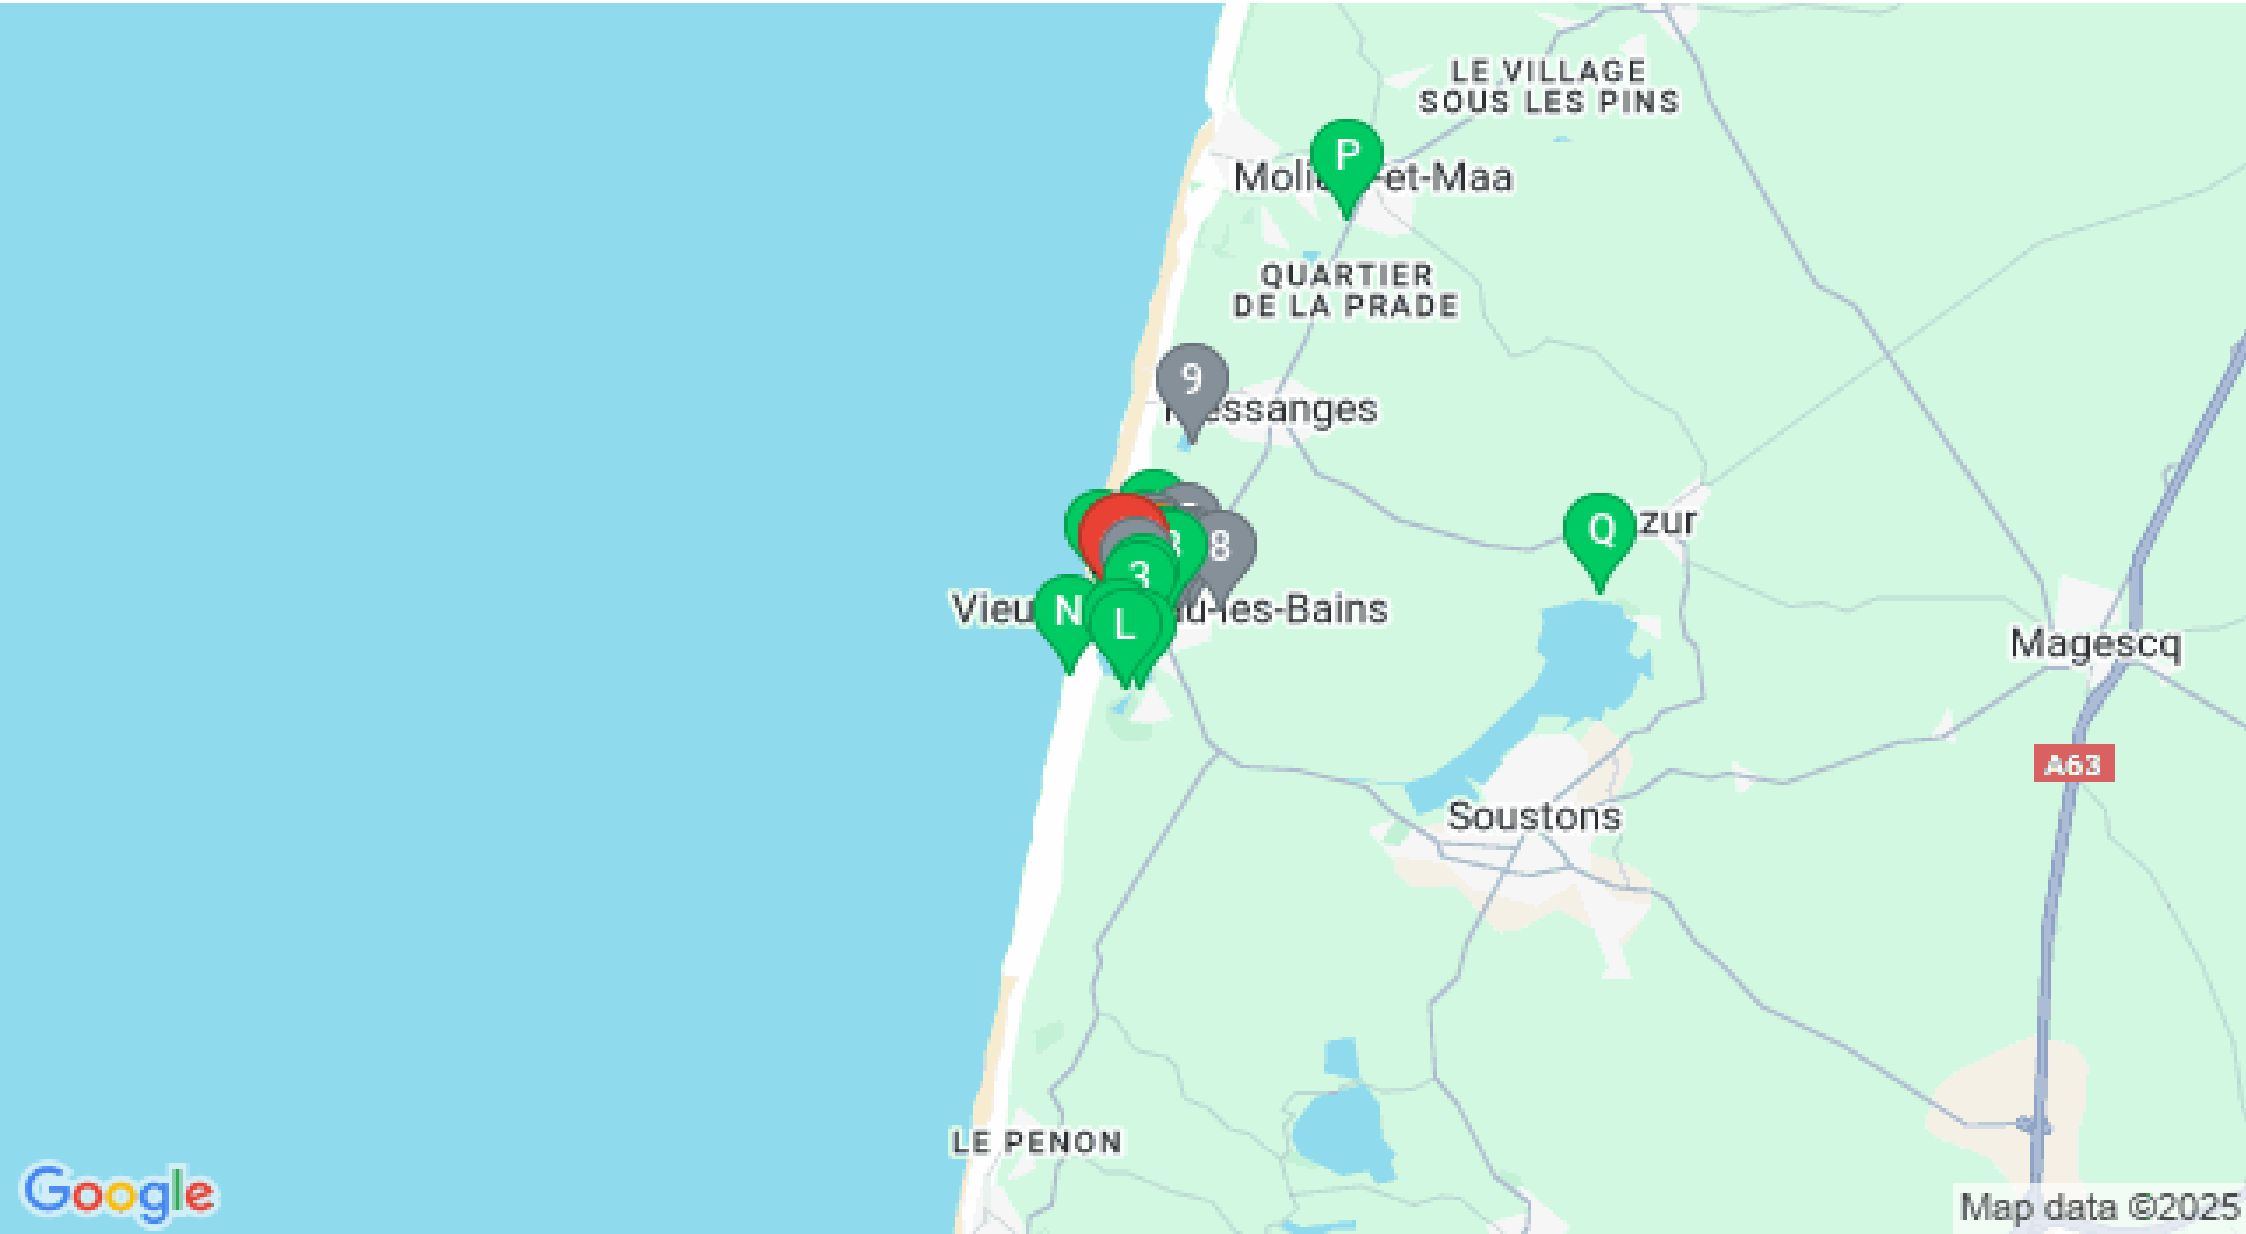 LE VILLAGE
SOUS LES PINS
P
QUARTIER
DE LA PRADE
9
8
3
Q
N
L
Magescq
A63
Soustons
LE PENON
Google
Map data ©2025